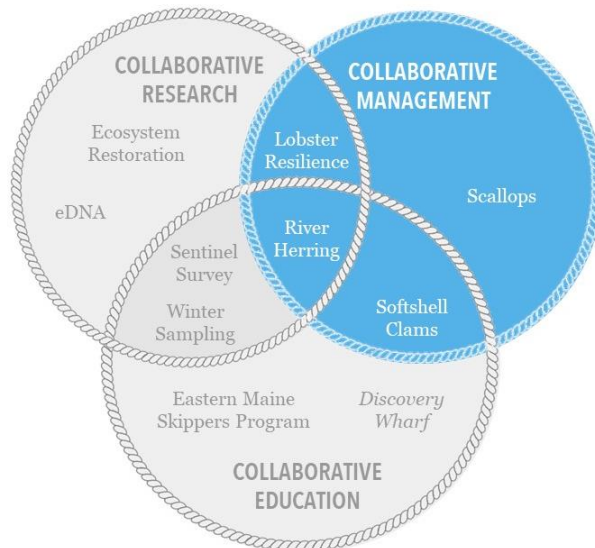 COLLABORATIVE
RESEARCH
COLLABORATIVE
MANAGEMENT
Ecosystem
Restoration
Lobster
Resilience
eDNA
Scallops
River
Herring
Sentinel
Survey
Winter
Sampling
Softshell
Clams
Eastern Maine
Skippers Program
Discovery
Wharf
COLLABORATIVE
EDUCATION